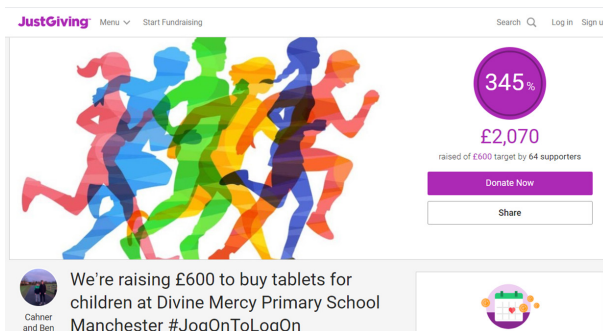 JustGiving Menu Start Fundraising Search Log in Sign u
345%
£2,070
raised of £600 target by 64 supporters
Donate Now
Share
We're raising £600 to buy tablets for
children at Divine Mercy Primary School
Manchester #JogOnToLogOn
Cahner
and Ben